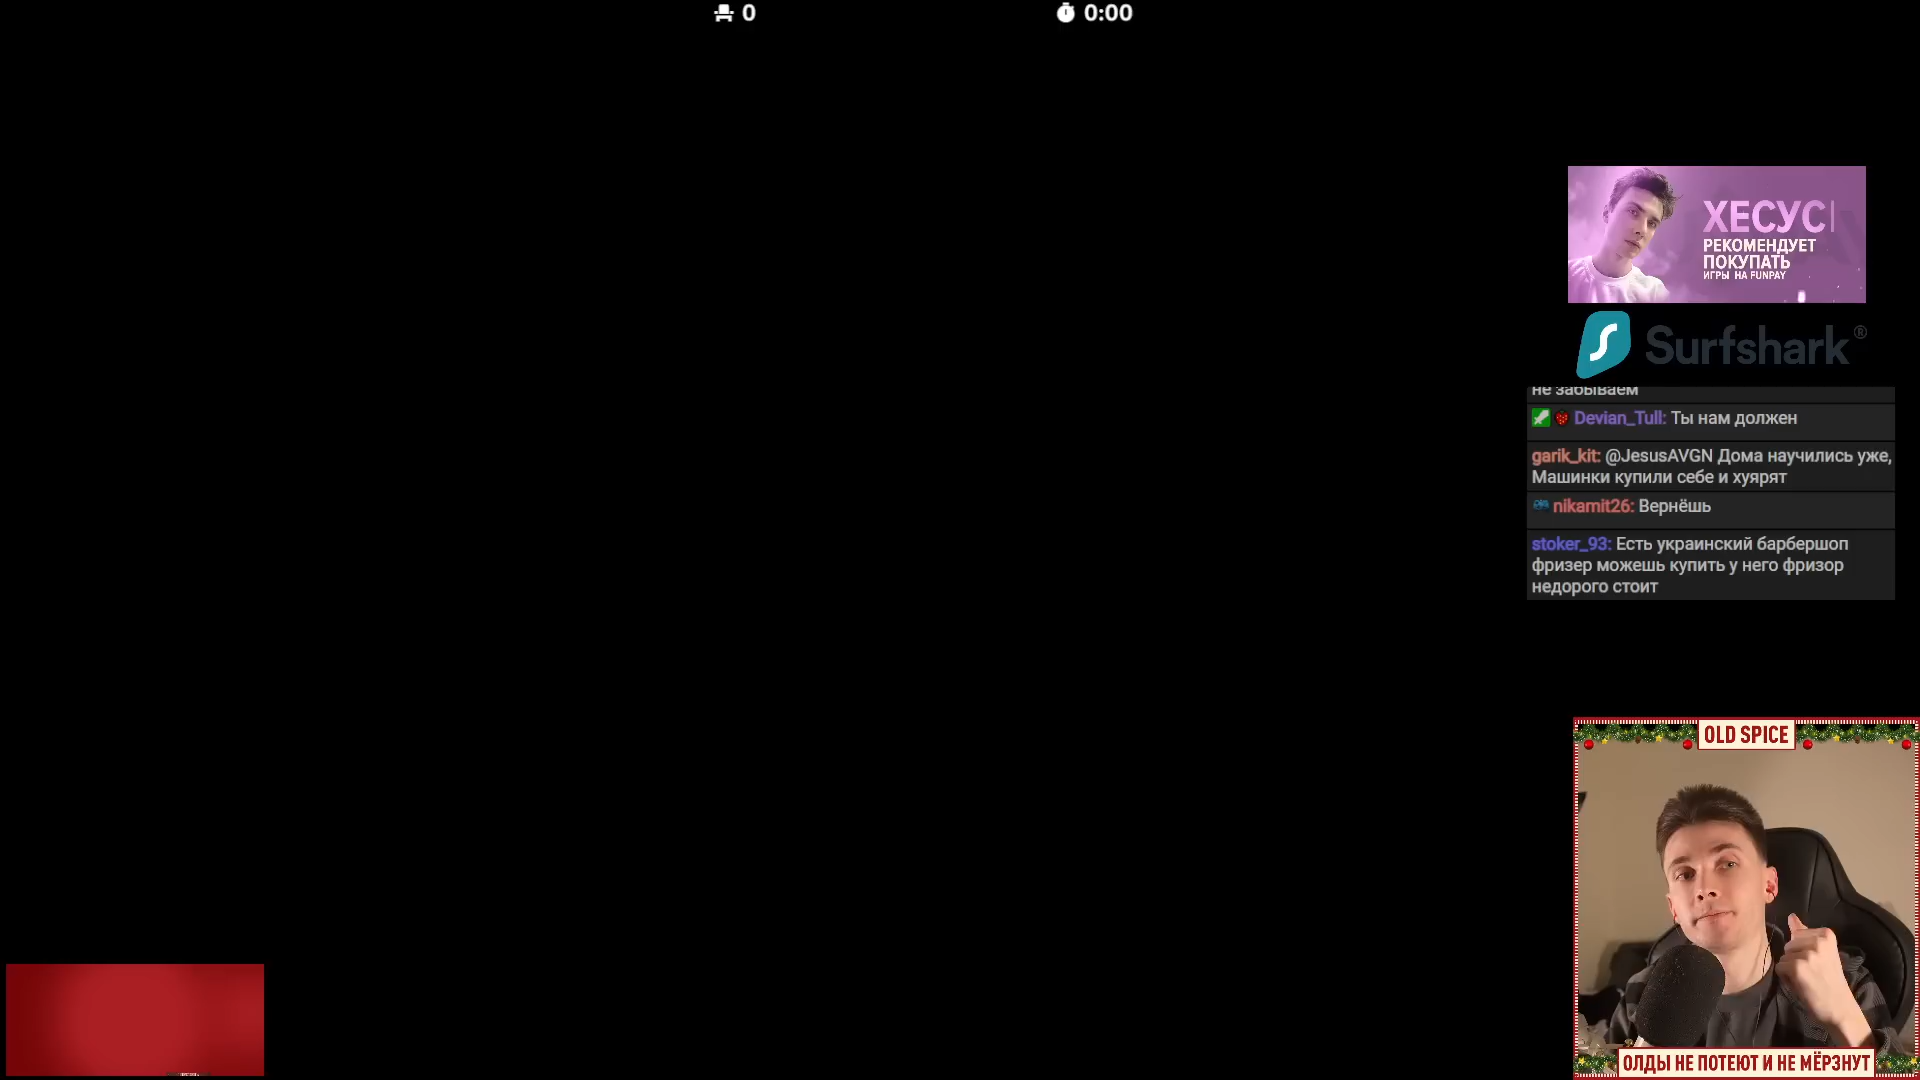 0
0:00
ХЕСУС
РЕКОМЕНДУЕТ
ПОКУПАТЬ
ИГРЫ НА FUNPAY
Surfshark®
не забываем
Devian_Tull: Ты нам должен
garik_kit: @JesusAVGN Дома научились уже,
Машинки купили себе и хуярят
nikamit26: Вернёшь
stoker_93: Есть украинский барбершоп
фризер можешь купить у него фризор
недорого стоит
OLD SPICE
ОЛДЫ НЕ ПОТЕЮТ И НЕ МЁРЗНУТ